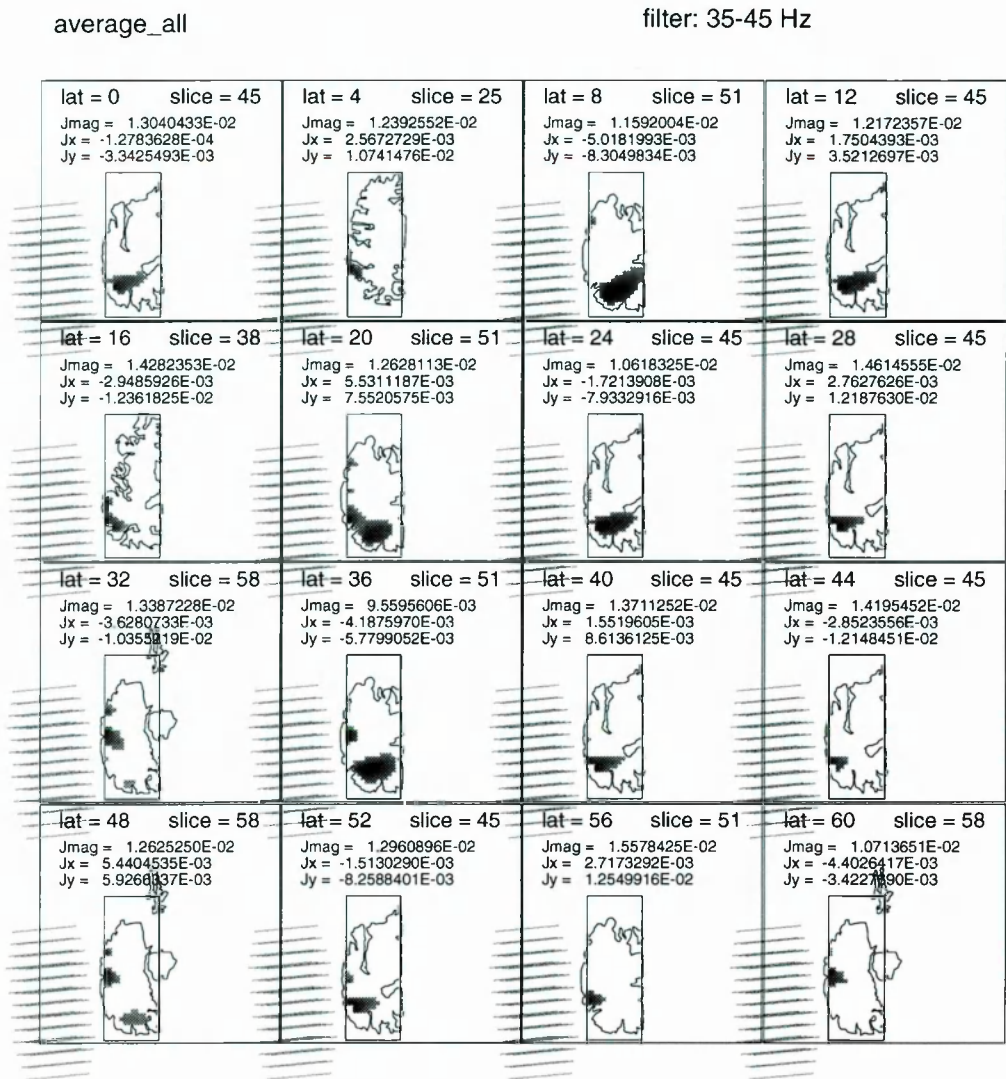 average_all filter: 35-45 Hz
lat = 0 slice = 45
Jmag = 1.3040433E-02
Jx = -1.2783628E-04
Jy = -3.3425493E-03
lat = 4 slice = 25
Jmag = 1.2392552E-02
Jx = 2.5672729E-03
Jy = 1.0741476E-02
lat = 8 slice = 51
Jmag = 1.1592004E-02
Jx = -5.0181993E-03
Jy = -8.3049834E-03
lat = 12 slice = 45
Jmag = 1.2172357E-02
Jx = 1.7504393E-03
Jy = 3.5212697E-03
lat = 16 slice = 38
Jmag = 1.4282353E-02
Jx = -2.9485926E-03
Jy = -1.2361825E-02
lat = 20 slice = 51
Jmag = 1.2628113E-02
Jx = 5.5311187E-03
Jy = 7.5520575E-03
lat = 24 slice = 45
Jmag = 1.0618325E-02
Jx = -1.7213908E-03
Jy = -7.9332916E-03
lat = 28 slice = 45
Jmag = 1.4614555E-02
Jx = 2.7627626E-03
Jy = 1.2187630E-02
lat = 32 slice = 58
Jmag = 1.3387228E-02
Jx = -3.6280733E-03
Jy =
lat = 36 slice = 51
Jmag = 9.5595606E-03
Jx = -4.1875970E-03
Jy = -5.7799052E-03
lat = 40 slice = 45
Jmag = 1.3711252E-02
Jx = 1.5519605E-03
Jy = 8.6136125E-03
lat = 44 slice = 45
Jmag = 1.4195452E-02
Jx = -2.8523556E-03
Jy = -1.2148451E-02
lat = 48 slice = 58
Jmag = 1.2625250E-02
Jx = 5.4404535E-03
Jy =
lat = 52 slice = 45
Jmag = 1.2960896E-02
Jx = -1.5130290E-03
Jy = -8.2588401E-03
lat = 56 slice = 51
Jmag = 1.5578425E-02
Jx = 2.7173292E-03
Jy = 1.2549916E-02
lat = 60 slice = 58
Jmag = 1.0713651E-02
Jx = -4.4026417E-03
Jy =